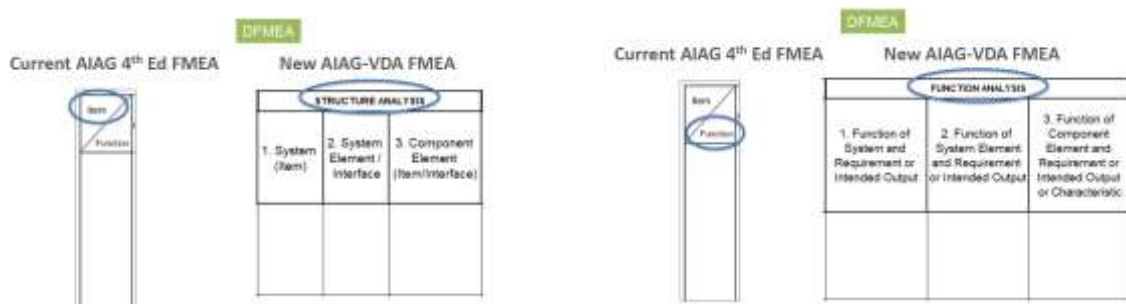 DFMEA
Current AIAG 4th Ed FMEA
New AIAG-VDA FMEA
Item
Function
STRUCTURE ANALYSIS
1. System
(Item)
2. System
Element /
Interface
3. Component
Element
(Item/Interface)
DFMEA
Current AIAG 4th Ed FMEA
New AIAG-VDA FMEA
Item
Function
FUNCTION ANALYSIS
1. Function of
System and
Requirement or
Intended Output
2. Function of
System Element
and Requirement
or Intended Output
3. Function of
Component
Element and
Requirement or
Intended Output
or Characteristic